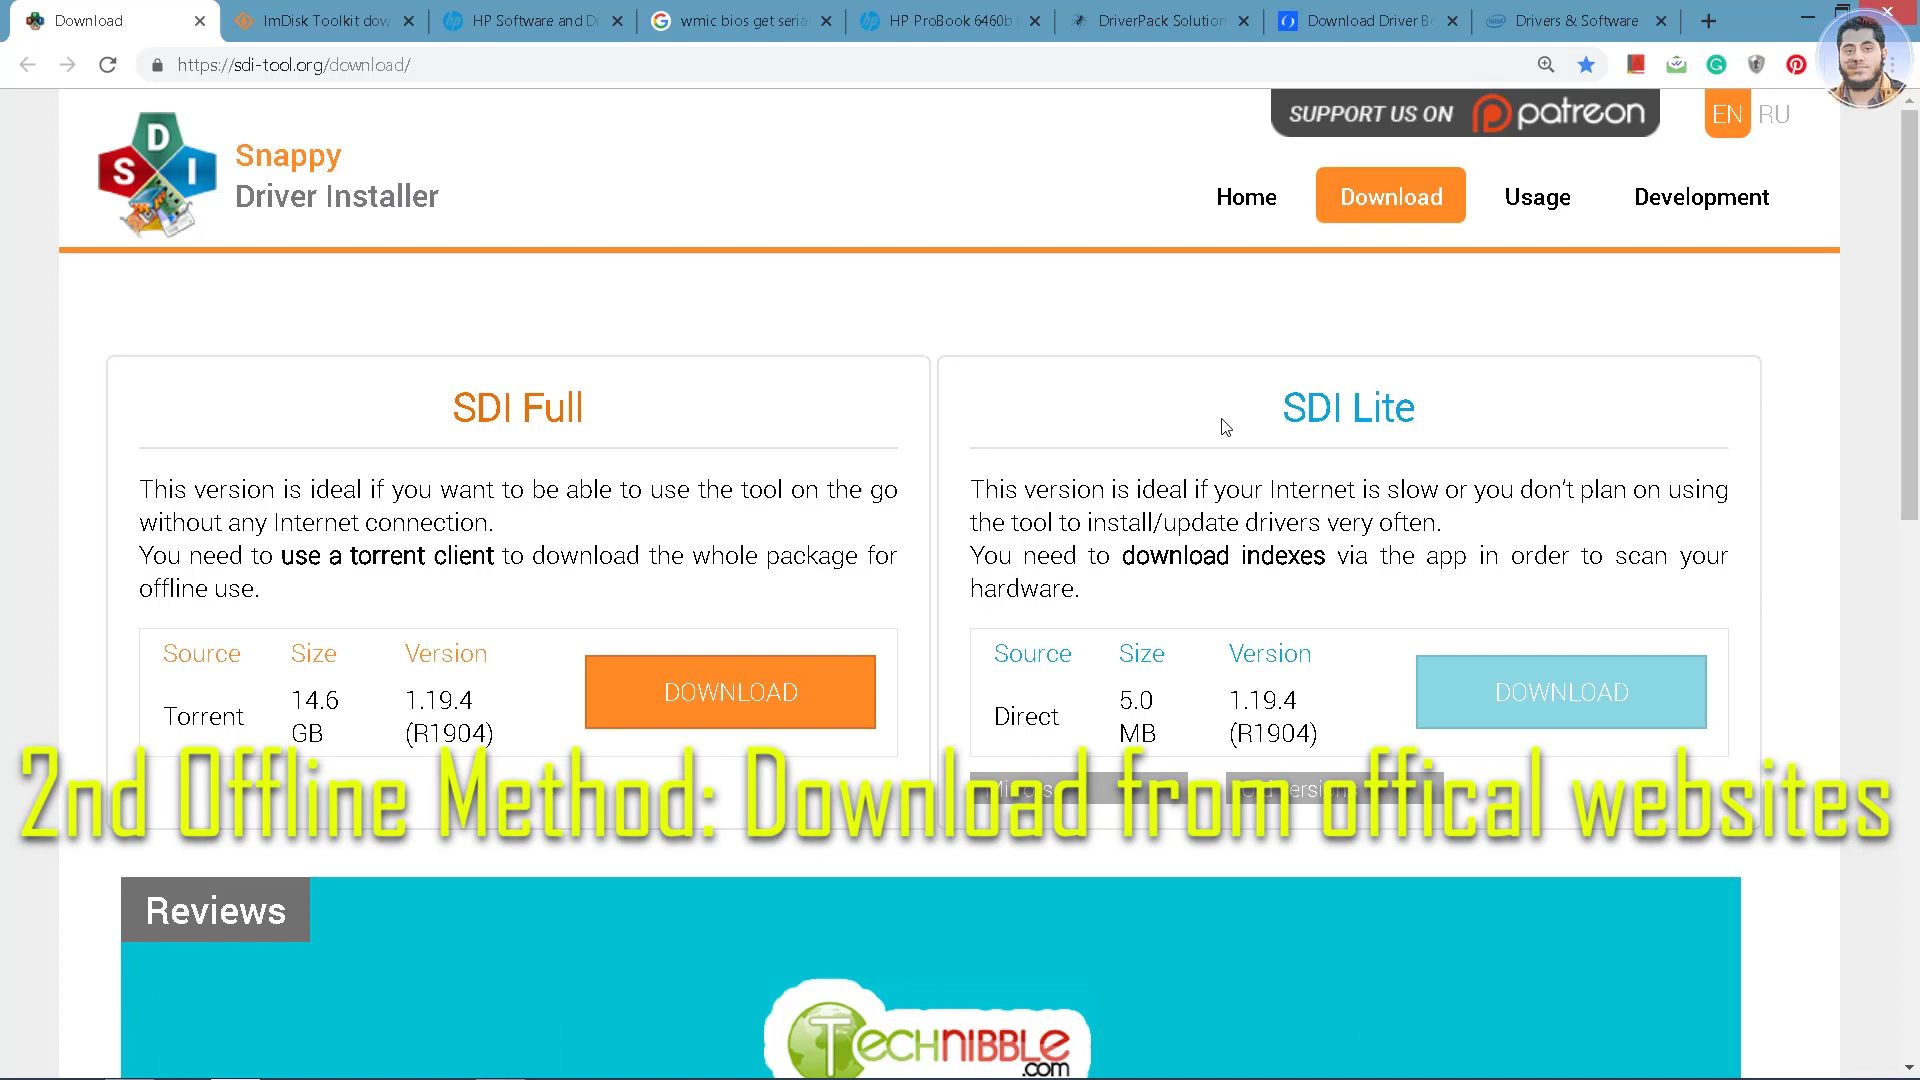 Download
ImDisk Toolkit dow
HP Software and Dr
wmic bios get seria
HP ProBook 6460b
DriverPack Solution
Download Driver Bo
Drivers & Software
https://sdi-tool.org/download/
SUPPORT US ON patreon
EN RU
D
S I
Snappy
Driver Installer
Home
Download
Usage
Development
SDI Full
This version is ideal if you want to be able to use the tool on the go
without any Internet connection.
You need to use a torrent client to download the whole package for
offline use.
Source Size Version
Torrent 14.6 GB 1.19.4 (R1904)
DOWNLOAD
SDI Lite
This version is ideal if your Internet is slow or you don't plan on using
the tool to install/update drivers very often.
You need to download indexes via the app in order to scan your
hardware.
Source Size Version
Direct 5.0 MB 1.19.4 (R1904)
DOWNLOAD
2nd Offline Method: Download from offical websites
Reviews
TECHNIBBLE
.com